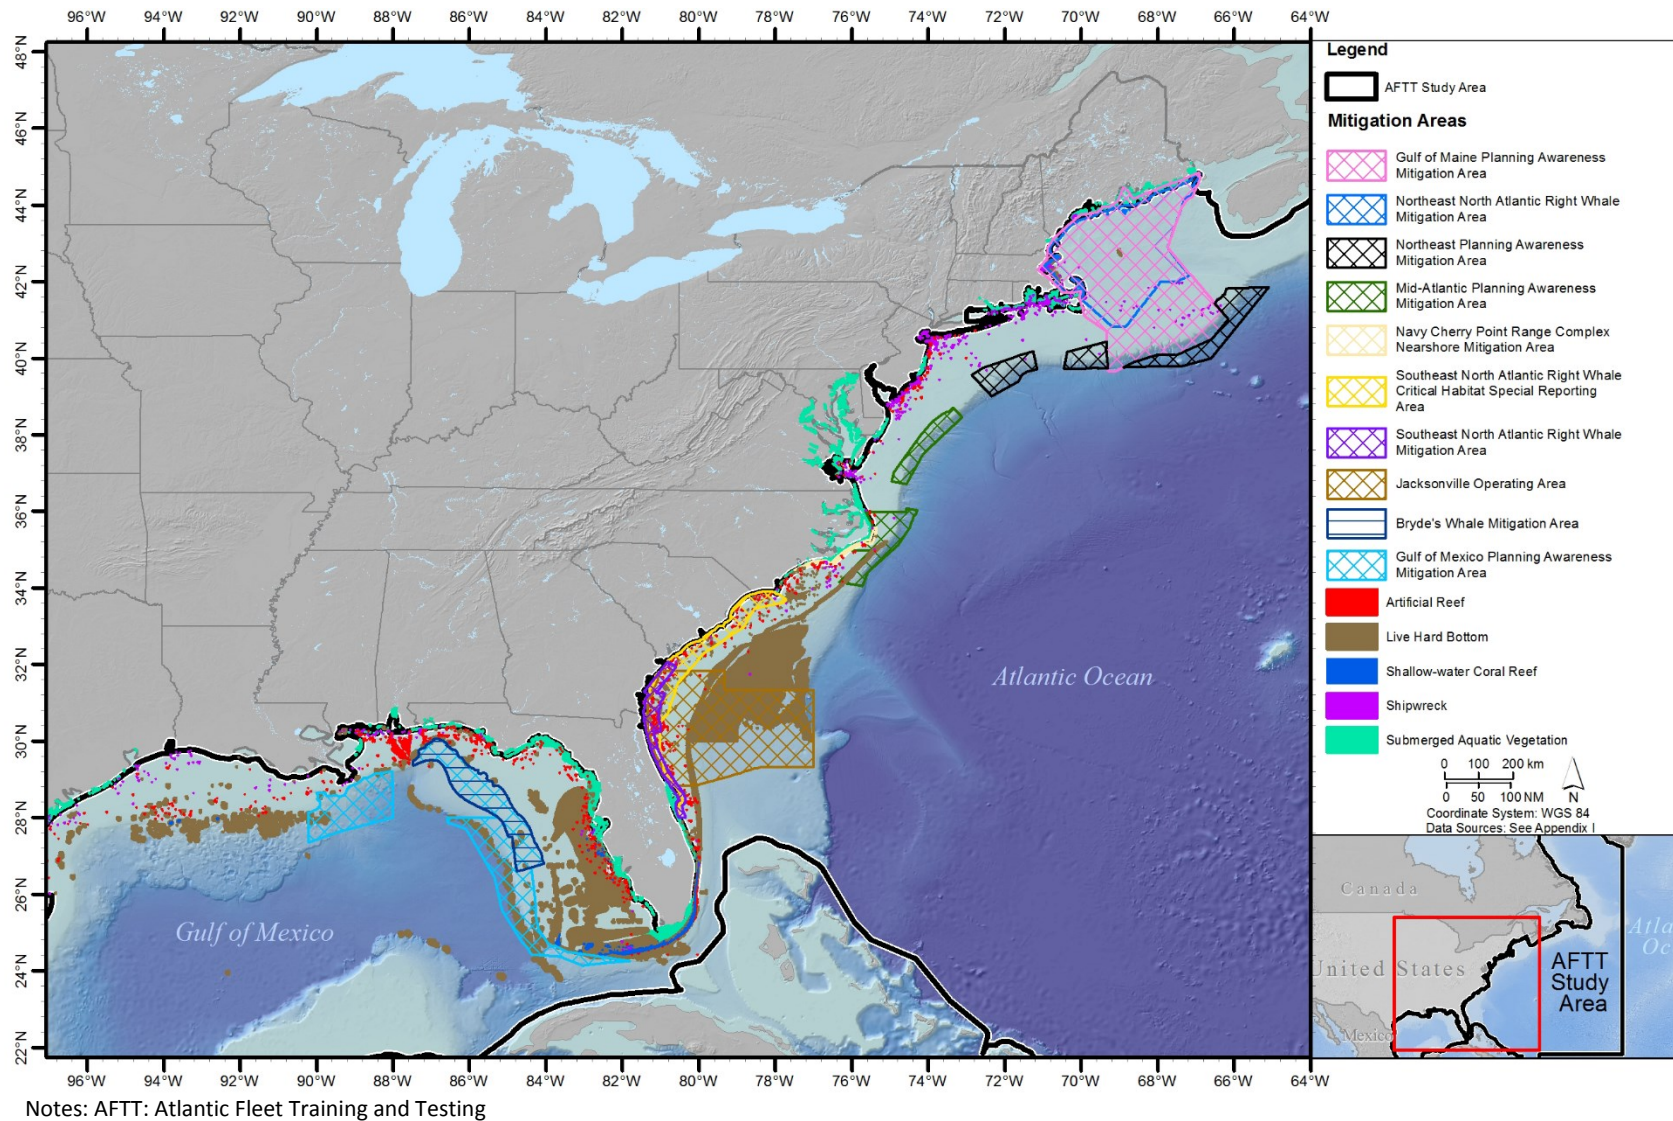 96°W 94°W 92°W 90°W 88°W 86°W 84°W 82°W 80°W 78°W 76°W 74°W 72°W 70°W 68°W 66°W 64°W
48°N
46°N
44°N
42°N
40°N
38°N
36°N
34°N
32°N
30°N
28°N
26°N
24°N
22°N
Atlantic Ocean
Gulf of Mexico
96°W 94°W 92°W 90°W 88°W 86°W 84°W 82°W 80°W 78°W 76°W 74°W 72°W 70°W 68°W 66°W 64°W
Legend
AFTT Study Area
Mitigation Areas
Gulf of Maine Planning Awareness
Mitigation Area
Northeast North Atlantic Right Whale
Mitigation Area
Northeast Planning Awareness
Mitigation Area
Mid-Atlantic Planning Awareness
Mitigation Area
Navy Cherry Point Range Complex
Nearshore Mitigation Area
Southeast North Atlantic Right Whale
Critical Habitat Special Reporting
Area
Southeast North Atlantic Right Whale
Mitigation Area
Jacksonville Operating Area
Bryde's Whale Mitigation Area
Gulf of Mexico Planning Awareness
Mitigation Area
Artificial Reef
Live Hard Bottom
Shallow-water Coral Reef
Shipwreck
Submerged Aquatic Vegetation
0 100 200 km
0 50 100 NM
N
Coordinate System: WGS 84
Data Sources: See Appendix I
Canada
United States
Mexico
Atla
Oc
AFTT
Study
Area
Notes: AFTT: Atlantic Fleet Training and Testing